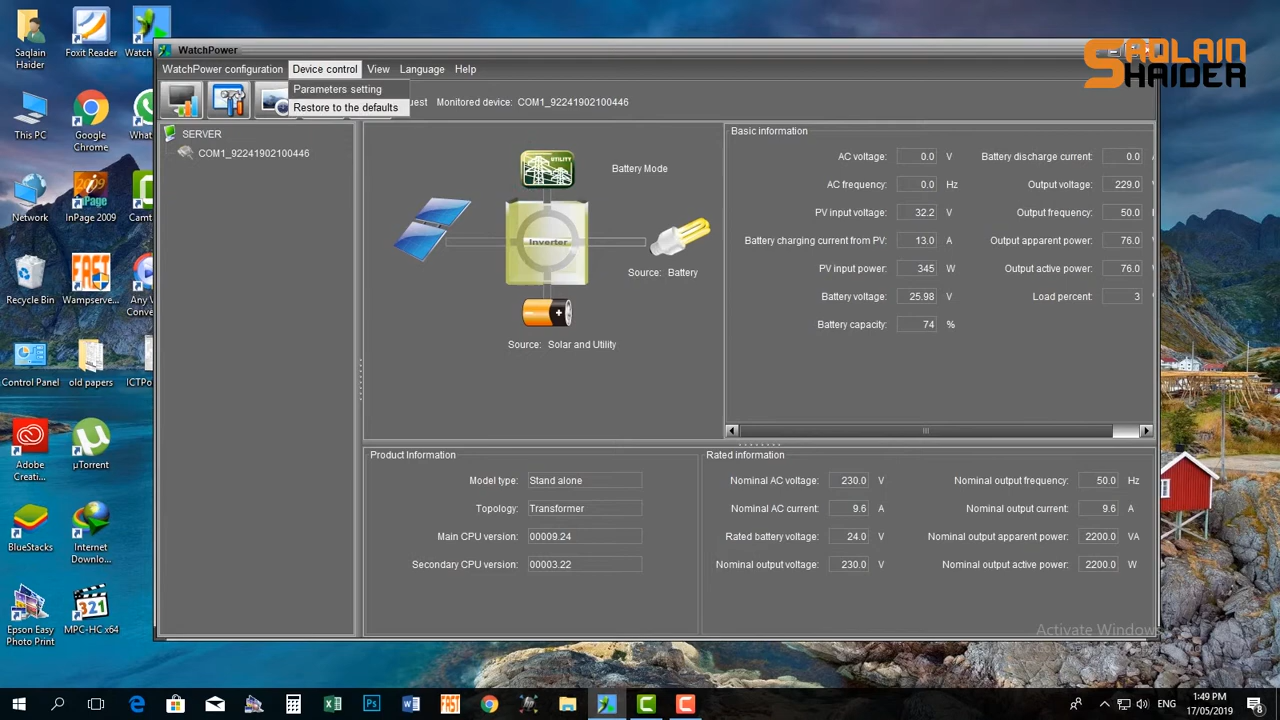 Saqlain
Haider
Foxit Reader
Watch
This PC
Google
Chrome
What
Network
InPage 2009
Camt
Recycle Bin
Wampserve...
Any V
Conve
Control Panel
old papers
ICTPo
Adobe
Creati...
µTorrent
BlueStacks
Internet
Downlo...
Epson Easy
Photo Print
MPC-HC x64
WatchPower
SAQLAIN
HAIDER
WatchPower configuration Device control View Language Help
Parameters setting
Restore to the defaults
uest Monitored device: COM1_92241902100446
SERVER
COM1_92241902100446
UTILITY
Battery Mode
Inverter
Source: Battery
Source: Solar and Utility
Basic information
AC voltage: 0.0 V Battery discharge current: 0.0
AC frequency: 0.0 Hz Output voltage: 229.0
PV input voltage: 32.2 V Output frequency: 50.0
Battery charging current from PV: 13.0 A Output apparent power: 76.0
PV input power: 345 W Output active power: 76.0
Battery voltage: 25.98 V Load percent: 3
Battery capacity: 74 %
Product Information
Model type: Stand alone
Topology: Transformer
Main CPU version: 00009.24
Secondary CPU version: 00003.22
Rated information
Nominal AC voltage: 230.0 V Nominal output frequency: 50.0 Hz
Nominal AC current: 9.6 A Nominal output current: 9.6 A
Rated battery voltage: 24.0 V Nominal output apparent power: 2200.0 VA
Nominal output voltage: 230.0 V Nominal output active power: 2200.0 W
Activate Windows
ENG
1:49 PM
17/05/2019
8